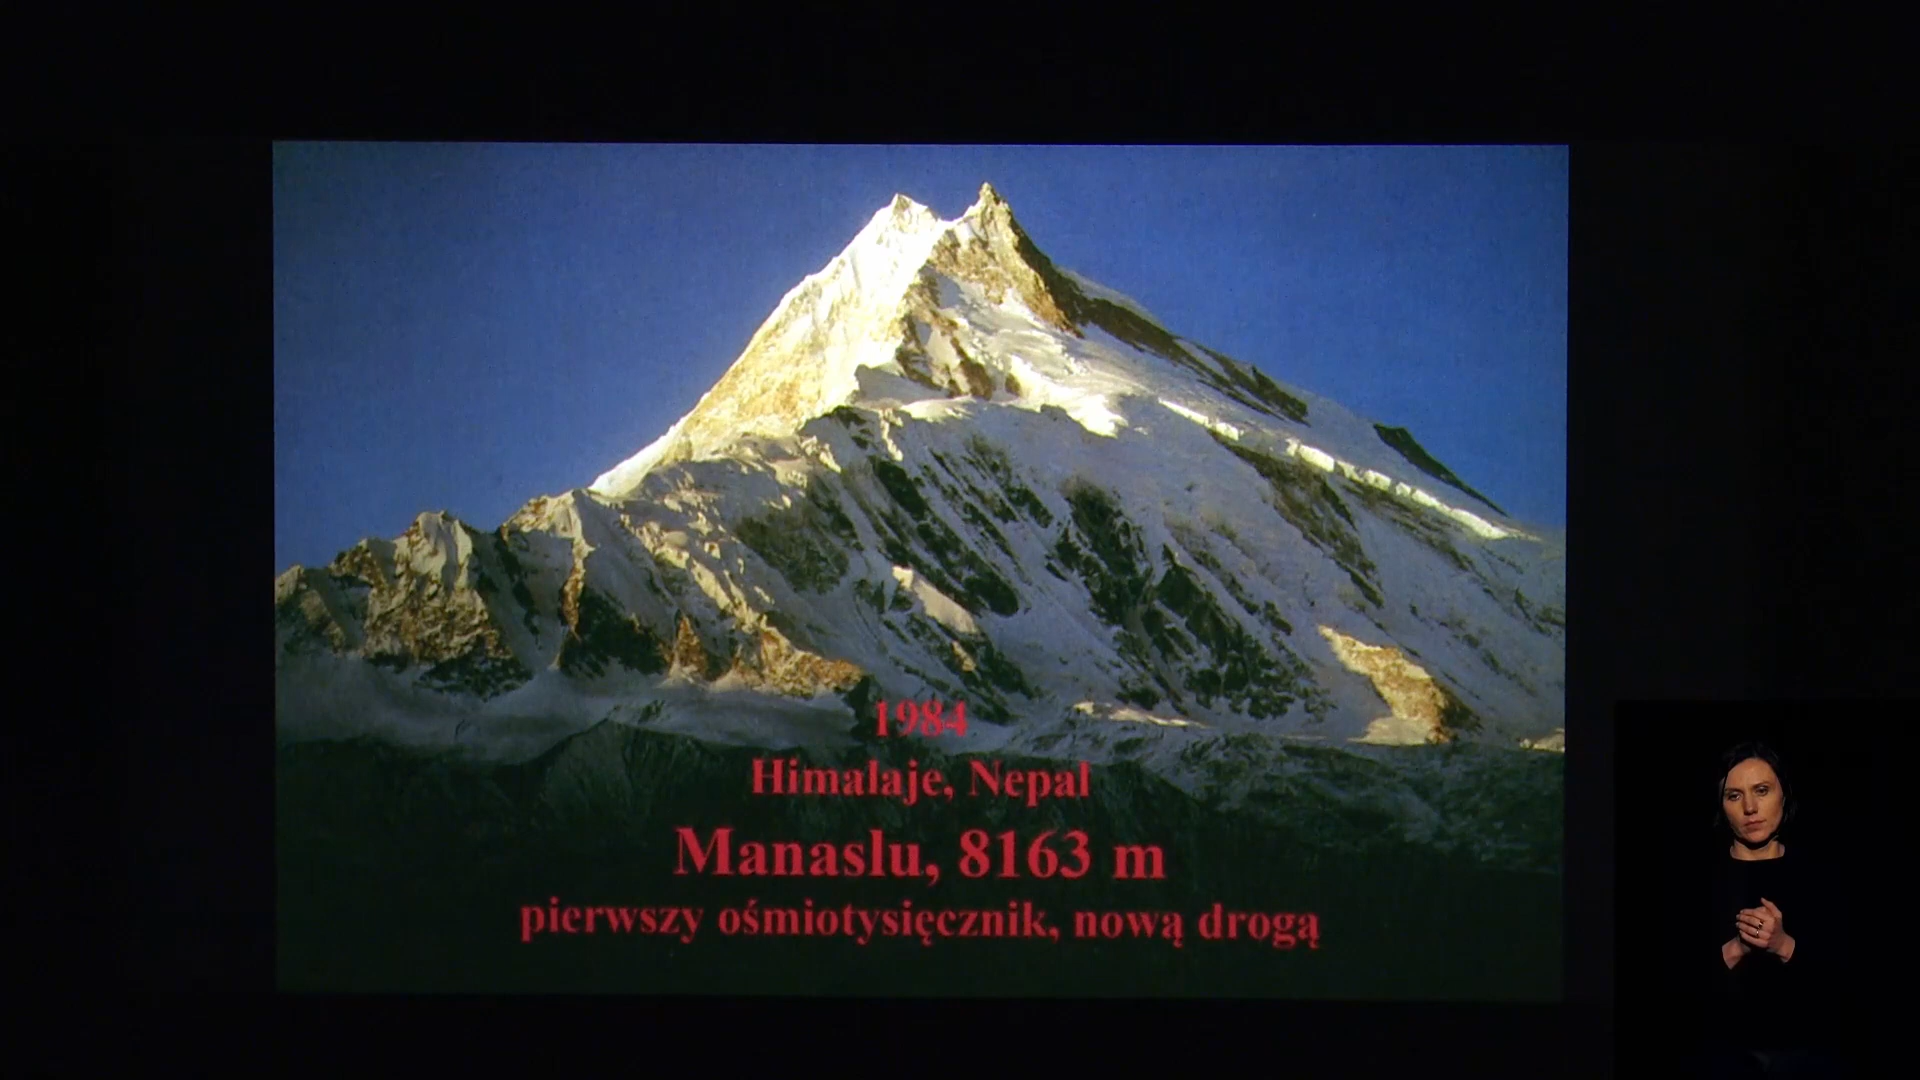 1984
Himalaje, Nepal
Manaslu, 8163 m
pierwszy ośmiotysięcznik, nową drogą